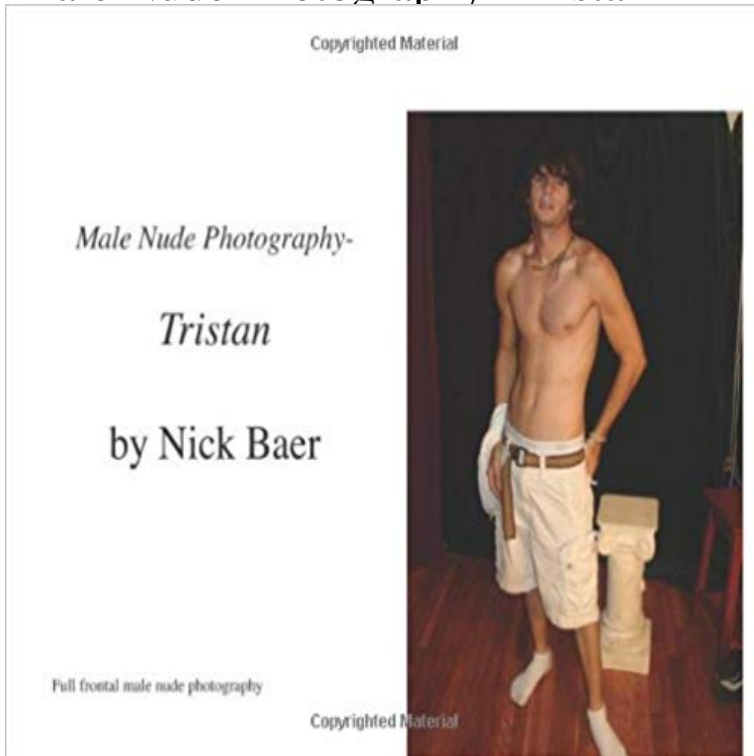 Copyrighted Material
Male Nude Photography-
Tristan
by Nick Baer
Full frontal male nude photography
Copyrighted Material